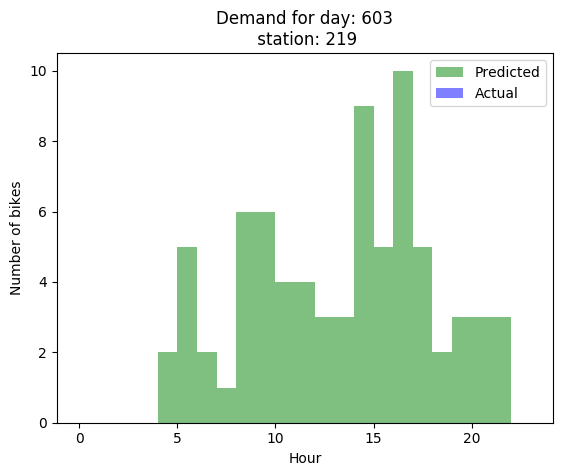 Demand for day: 603
station: 219
Predicted
Actual
Number of bikes
10
8
6
4
2
0
0 5 10 15 20
Hour